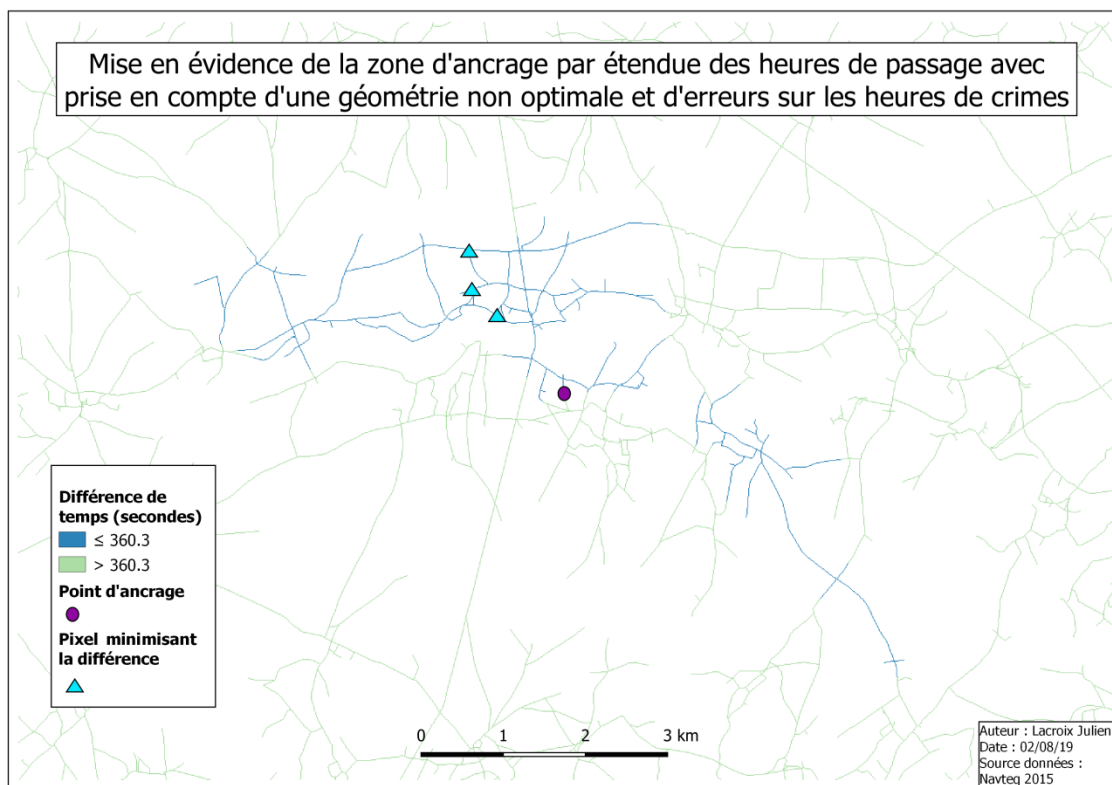 Mise en évidence de la zone d'ancrage par étendue des heures de passage avec
prise en compte d'une géométrie non optimale et d'erreurs sur les heures de crimes
Différence de
temps (secondes)
≤ 360.3
> 360.3
Point d'ancrage
Pixel minimisant
la différence
0 1 2 3 km
Auteur : Lacroix Julien
Date : 02/08/19
Source données :
Navteq 2015